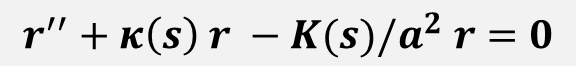 r′′ + κ(s) r − K(s)/a² r = 0